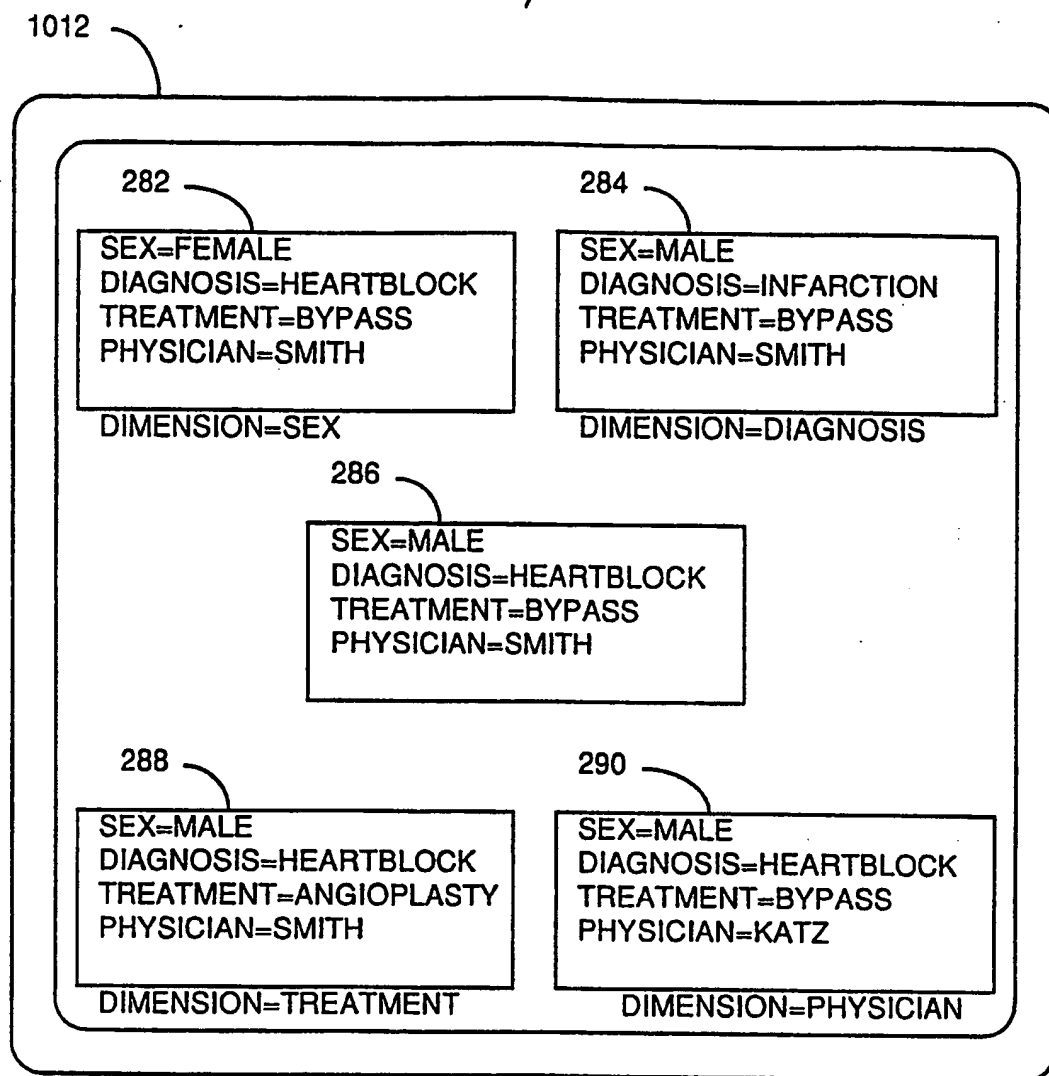 1012
282
SEX=FEMALE
DIAGNOSIS=HEARTBLOCK
TREATMENT=BYPASS
PHYSICIAN=SMITH
DIMENSION=SEX
284
SEX=MALE
DIAGNOSIS=INFARCTION
TREATMENT=BYPASS
PHYSICIAN=SMITH
DIMENSION=DIAGNOSIS
286
SEX=MALE
DIAGNOSIS=HEARTBLOCK
TREATMENT=BYPASS
PHYSICIAN=SMITH
288
SEX=MALE
DIAGNOSIS=HEARTBLOCK
TREATMENT=ANGIOPLASTY
PHYSICIAN=SMITH
DIMENSION=TREATMENT
290
SEX=MALE
DIAGNOSIS=HEARTBLOCK
TREATMENT=BYPASS
PHYSICIAN=KATZ
DIMENSION=PHYSICIAN